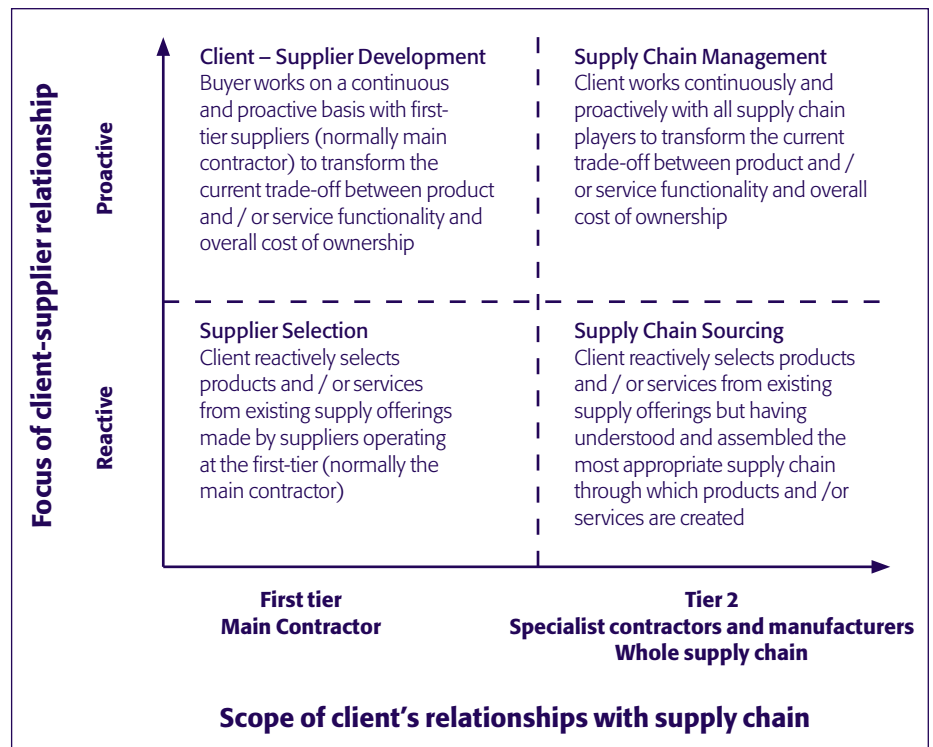 Focus of client-supplier relationship
Proactive
Client – Supplier Development
Buyer works on a continuous
and proactive basis with first-
tier suppliers (normally main
contractor) to transform the
current trade-off between product
and / or service functionality and
overall cost of ownership
Supply Chain Management
Client works continuously and
proactively with all supply chain
players to transform the current
trade-off between product and /
or service functionality and overall
cost of ownership
Reactive
Supplier Selection
Client reactively selects
products and / or services
from existing supply offerings
made by suppliers operating
at the first-tier (normally the
main contractor)
Supply Chain Sourcing
Client reactively selects products
and / or services from existing
supply offerings but having
understood and assembled the
most appropriate supply chain
through which products and /or
services are created
First tier
Main Contractor
Tier 2
Specialist contractors and manufacturers
Whole supply chain
Scope of client’s relationships with supply chain